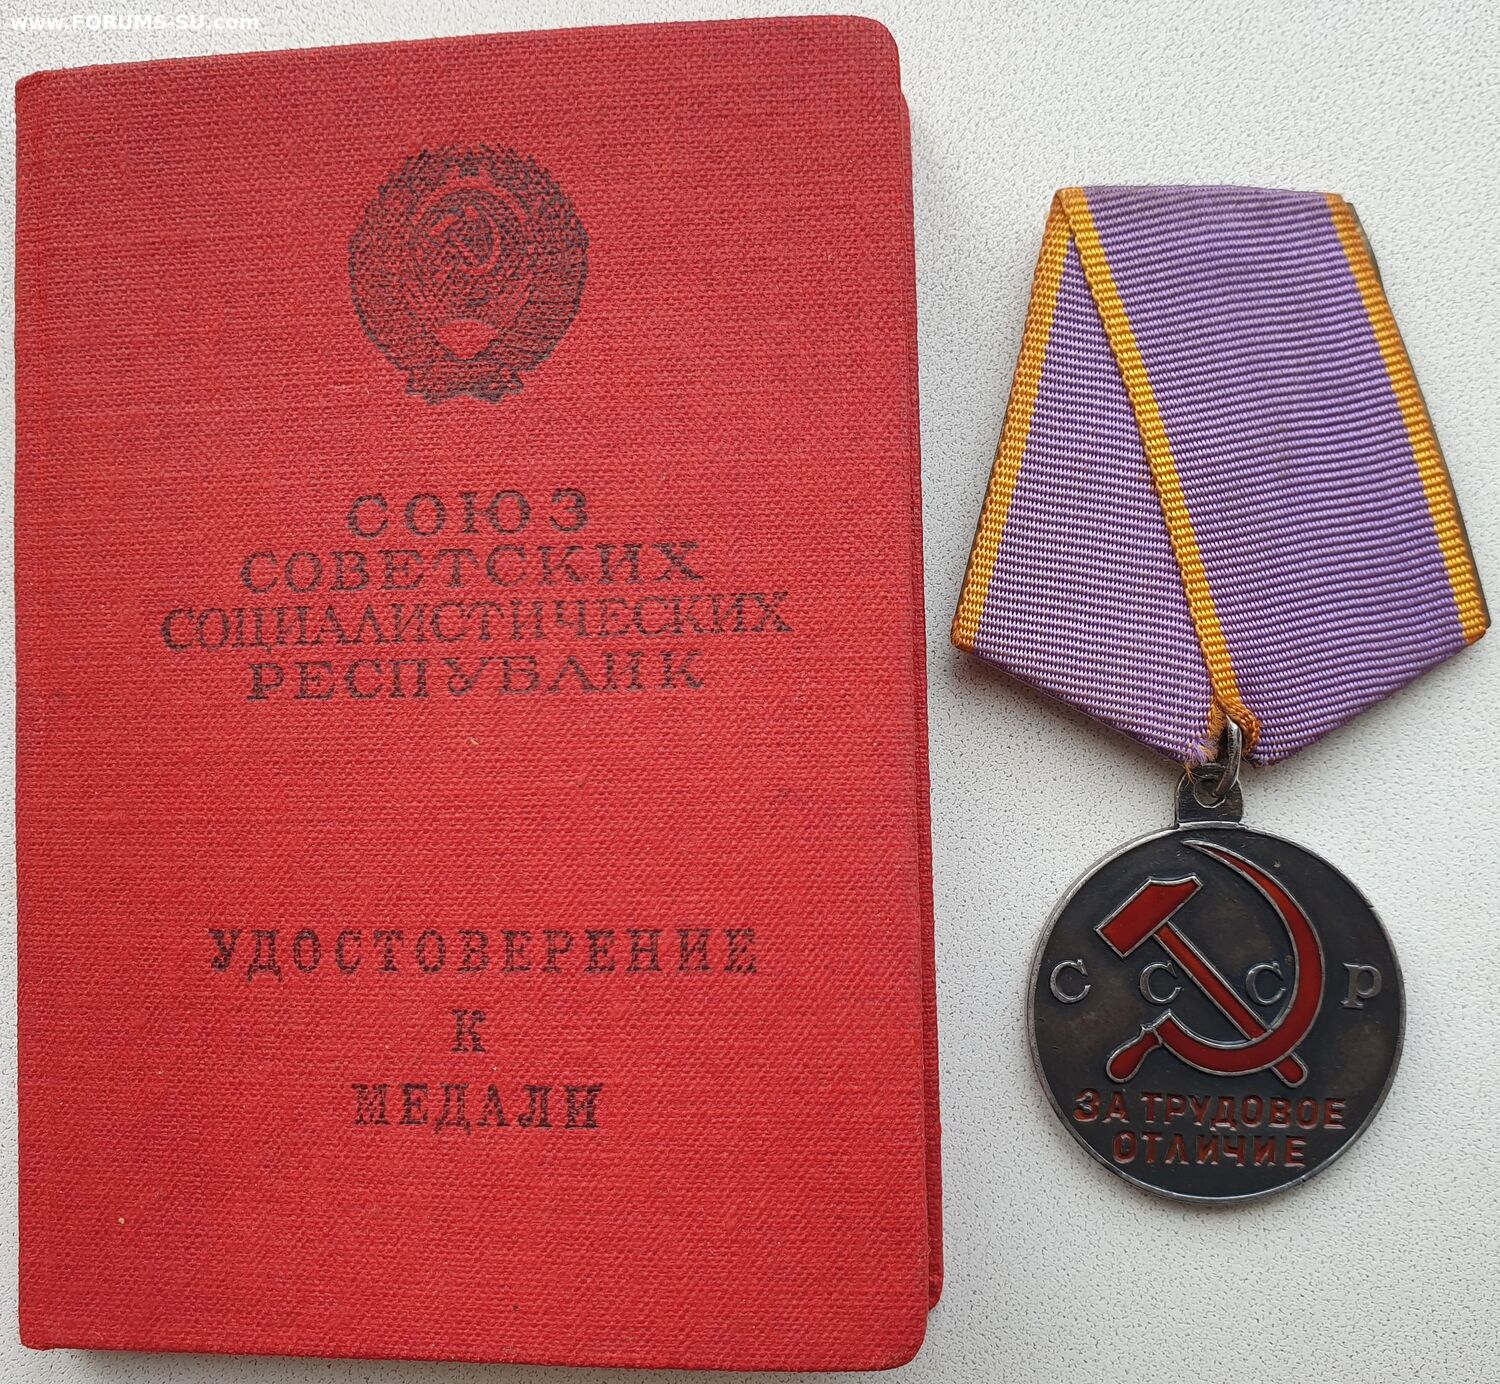 www.FORUMS-SU.com
СОЮЗ
СОВЕТСКИХ
СОЦИАЛИСТИЧЕСКИХ
РЕСПУБЛИК
УДОСТОВЕРЕНИЕ
К
МЕДАЛИ
С С С Р
ЗА ТРУДОВОЕ
ОТЛИЧИЕ